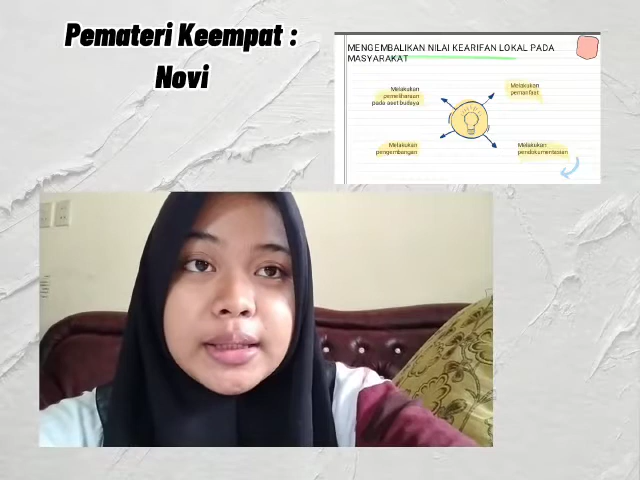 Pemateri Keempat :
Novi
MENGEMBALIKAN NILAI KEARIFAN LOKAL PADA
MASYARAKAT
Melakukan
pemeliharaan
pada aset budaya
Melakukan
pemanfaat
Melakukan
pengembangan
Melakukan
pendokumentasian